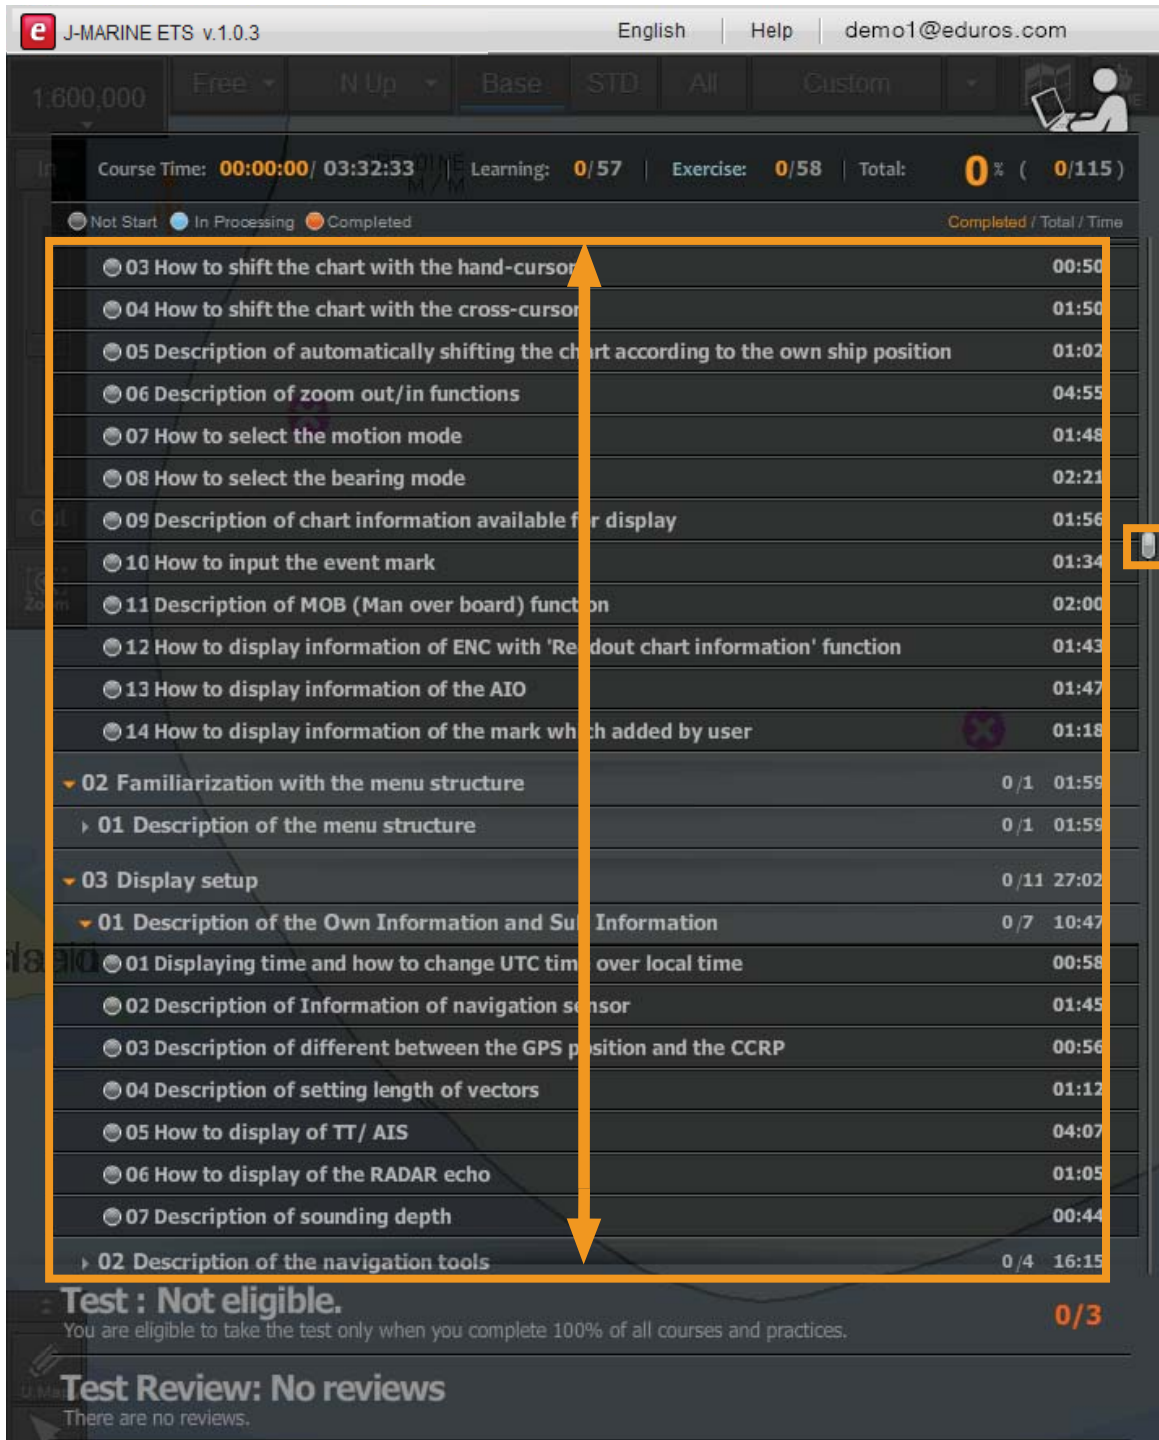 J-MARINE ETS v.1.0.3 English Help demo1@eduros.com
1:600,000 Free N Up Base STD All Custom
In Course Time: 00:00:00/ 03:32:33 Learning: 0/57 Exercise: 0/58 Total: 0 % ( 0/115 )
Not Start In Processing Completed Completed / Total / Time
03 How to shift the chart with the hand-cursor 00:50
04 How to shift the chart with the cross-cursor 01:50
05 Description of automatically shifting the chart according to the own ship position 01:02
06 Description of zoom out/in functions 04:55
07 How to select the motion mode 01:48
08 How to select the bearing mode 02:21
Out 09 Description of chart information available for display 01:56
10 How to input the event mark 01:34
Zoom 11 Description of MOB (Man over board) function 02:00
12 How to display information of ENC with 'Readout chart information' function 01:43
13 How to display information of the AIO 01:47
14 How to display information of the mark which added by user 01:18
02 Familiarization with the menu structure 0 /1 01:59
01 Description of the menu structure 0 /1 01:59
03 Display setup 0 /11 27:02
01 Description of the Own Information and Sub Information 0 /7 10:47
01 Displaying time and how to change UTC time over local time 00:58
02 Description of Information of navigation sensor 01:45
03 Description of different between the GPS position and the CCRP 00:56
04 Description of setting length of vectors 01:12
05 How to display of TT/ AIS 04:07
06 How to display of the RADAR echo 01:05
07 Description of sounding depth 00:44
02 Description of the navigation tools 0 /4 16:15
Test : Not eligible. 0/3
You are eligible to take the test only when you complete 100% of all courses and practices.
U.Map Test Review: No reviews
There are no reviews.